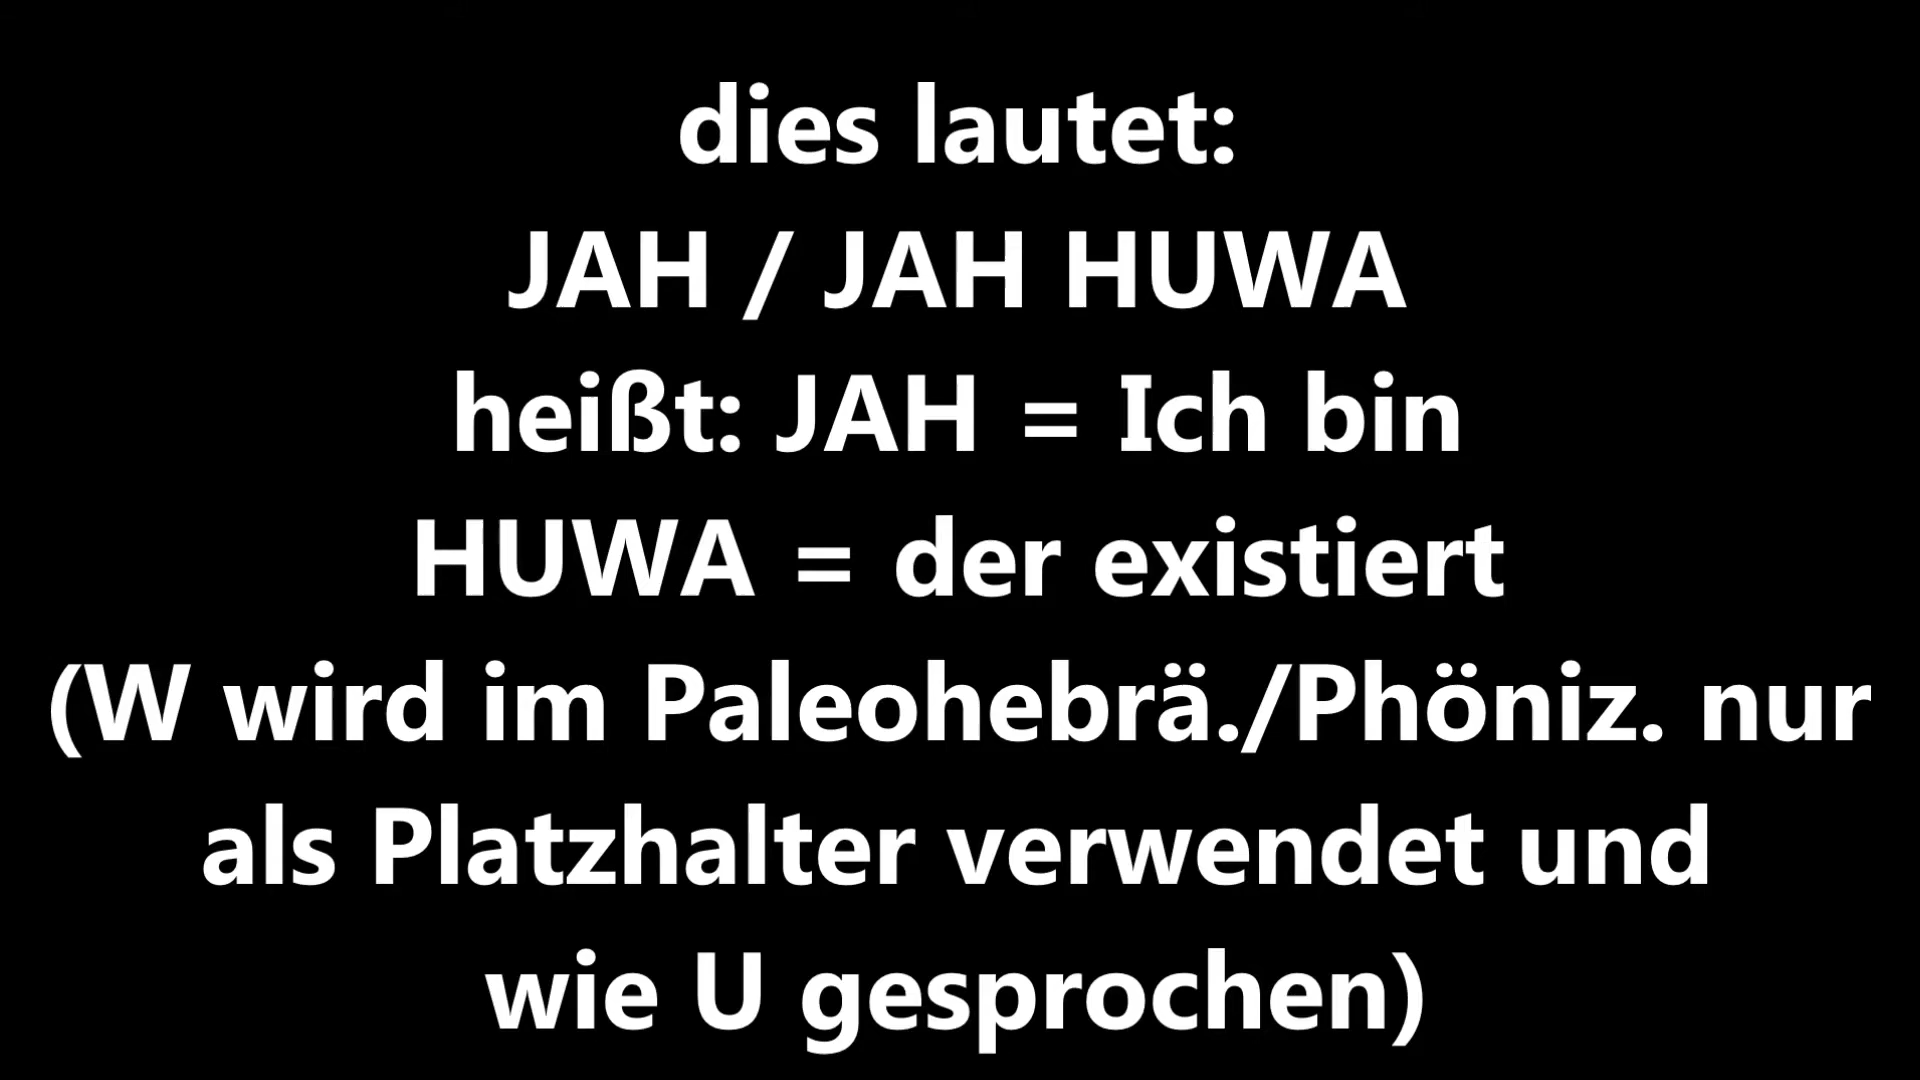 dies lautet:
JAH / JAH HUWA
heißt: JAH = Ich bin
HUWA = der existiert
(W wird im Paleohebrä./Phöniz. nur
als Platzhalter verwendet und
wie U gesprochen)